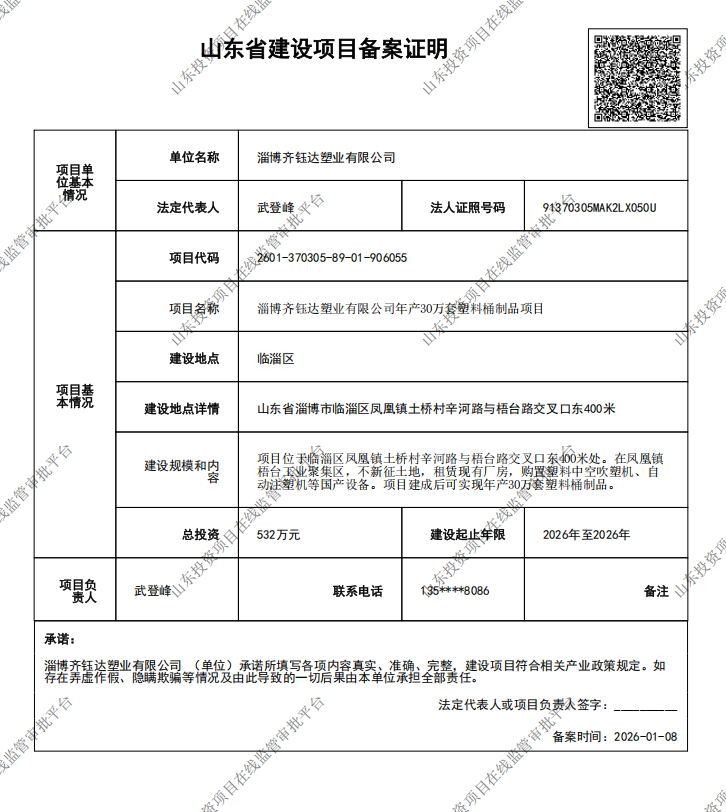 山东省建设项目备案证明
项目单
位基本
情况
单位名称
淄博齐钰达塑业有限公司
法定代表人
武登峰
法人证照号码
91370305MAK2LX050U
项目基
本情况
项目代码
2601-370305-89-01-906055
项目名称
淄博齐钰达塑业有限公司年产30万套塑料桶制品项目
建设地点
临淄区
建设地点详情
山东省淄博市临淄区凤凰镇土桥村辛河路与梧台路交叉口东400米
建设规模和内
容
项目位于临淄区凤凰镇土桥村辛河路与梧台路交叉口东400米处。在凤凰镇
梧台工业聚集区，不新征土地，租赁现有厂房，购置塑料中空吹塑机、自
动注塑机等国产设备。项目建成后可实现年产30万套塑料桶制品。
总投资
532万元
建设起止年限
2026年至2026年
项目负
责人
武登峰
联系电话
135****8086
备注
承诺：
淄博齐钰达塑业有限公司 （单位）承诺所填写各项内容真实、准确、完整，建设项目符合相关产业政策规定。如
存在弄虚作假、隐瞒欺骗等情况及由此导致的一切后果由本单位承担全部责任。
法定代表人或项目负责人签字：__________
备案时间：2026-01-08
山东投资项目在线监管审批平台